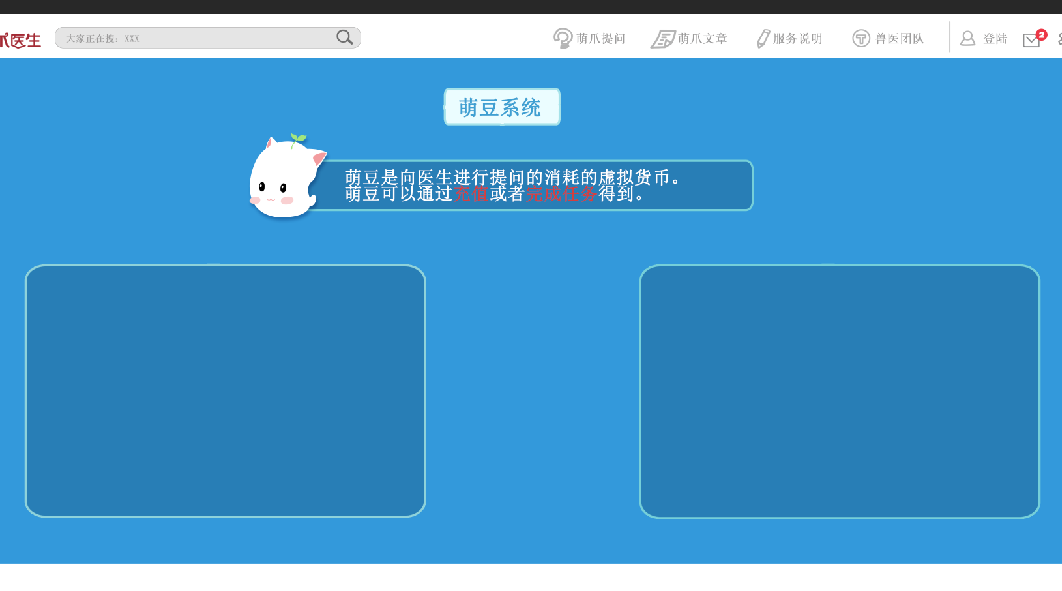 爪医生
大家正在搜：XXX
萌爪提问
萌爪文章
服务说明
兽医团队
登陆
2
萌豆系统
萌豆是向医生进行提问的消耗的虚拟货币。
萌豆可以通过充值或者完成任务得到。